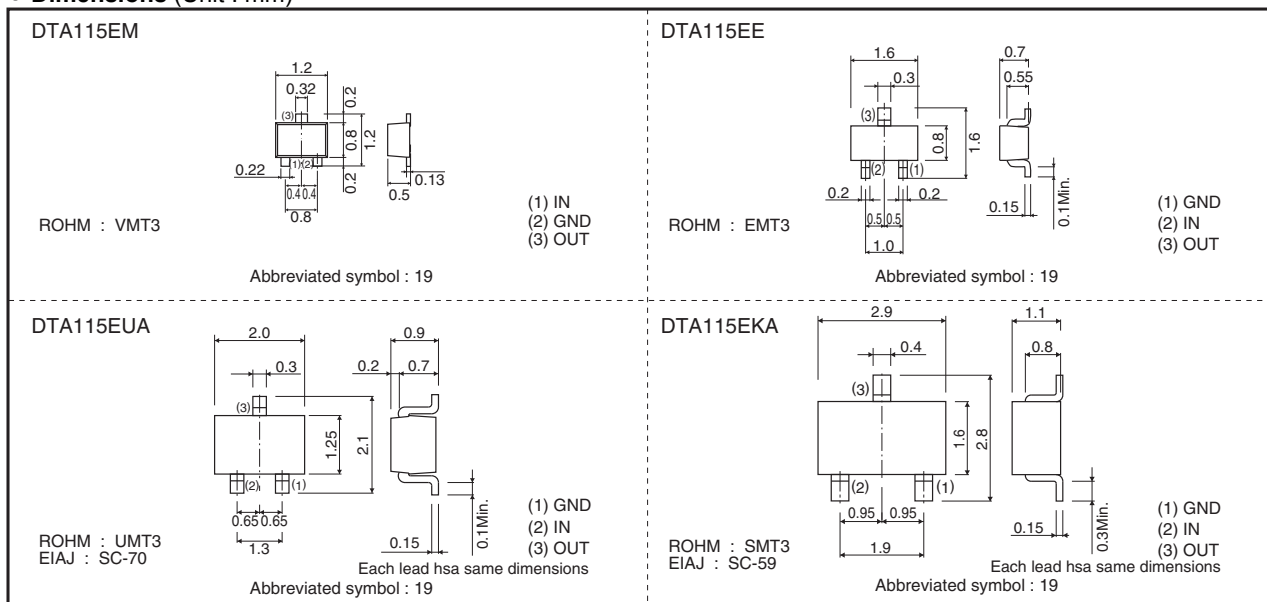 • Dimensions (Unit : mm)
DTA115EM
1.2
0.32
0.2
(3)
0.8
1.2
(1)
(2)
0.22
0.2
0.4
0.4
0.8
0.5
0.13
(1) IN
(2) GND
(3) OUT
ROHM : VMT3
Abbreviated symbol : 19
DTA115EE
1.6
0.3
0.7
0.55
(3)
0.8
1.6
(2)
(1)
0.2
0.2
0.5
0.5
1.0
0.15
0.1Min.
(1) GND
(2) IN
(3) OUT
ROHM : EMT3
Abbreviated symbol : 19
DTA115EUA
2.0
0.3
0.9
0.2
0.7
(3)
1.25
2.1
(2)
(1)
0.65
0.65
1.3
0.15
0.1Min.
(1) GND
(2) IN
(3) OUT
ROHM : UMT3
EIAJ : SC-70
Each lead hsa same dimensions
Abbreviated symbol : 19
DTA115EKA
2.9
0.4
1.1
0.8
(3)
1.6
2.8
(2)
(1)
0.95
0.95
1.9
0.15
0.3Min.
(1) GND
(2) IN
(3) OUT
ROHM : SMT3
EIAJ : SC-59
Each lead hsa same dimensions
Abbreviated symbol : 19